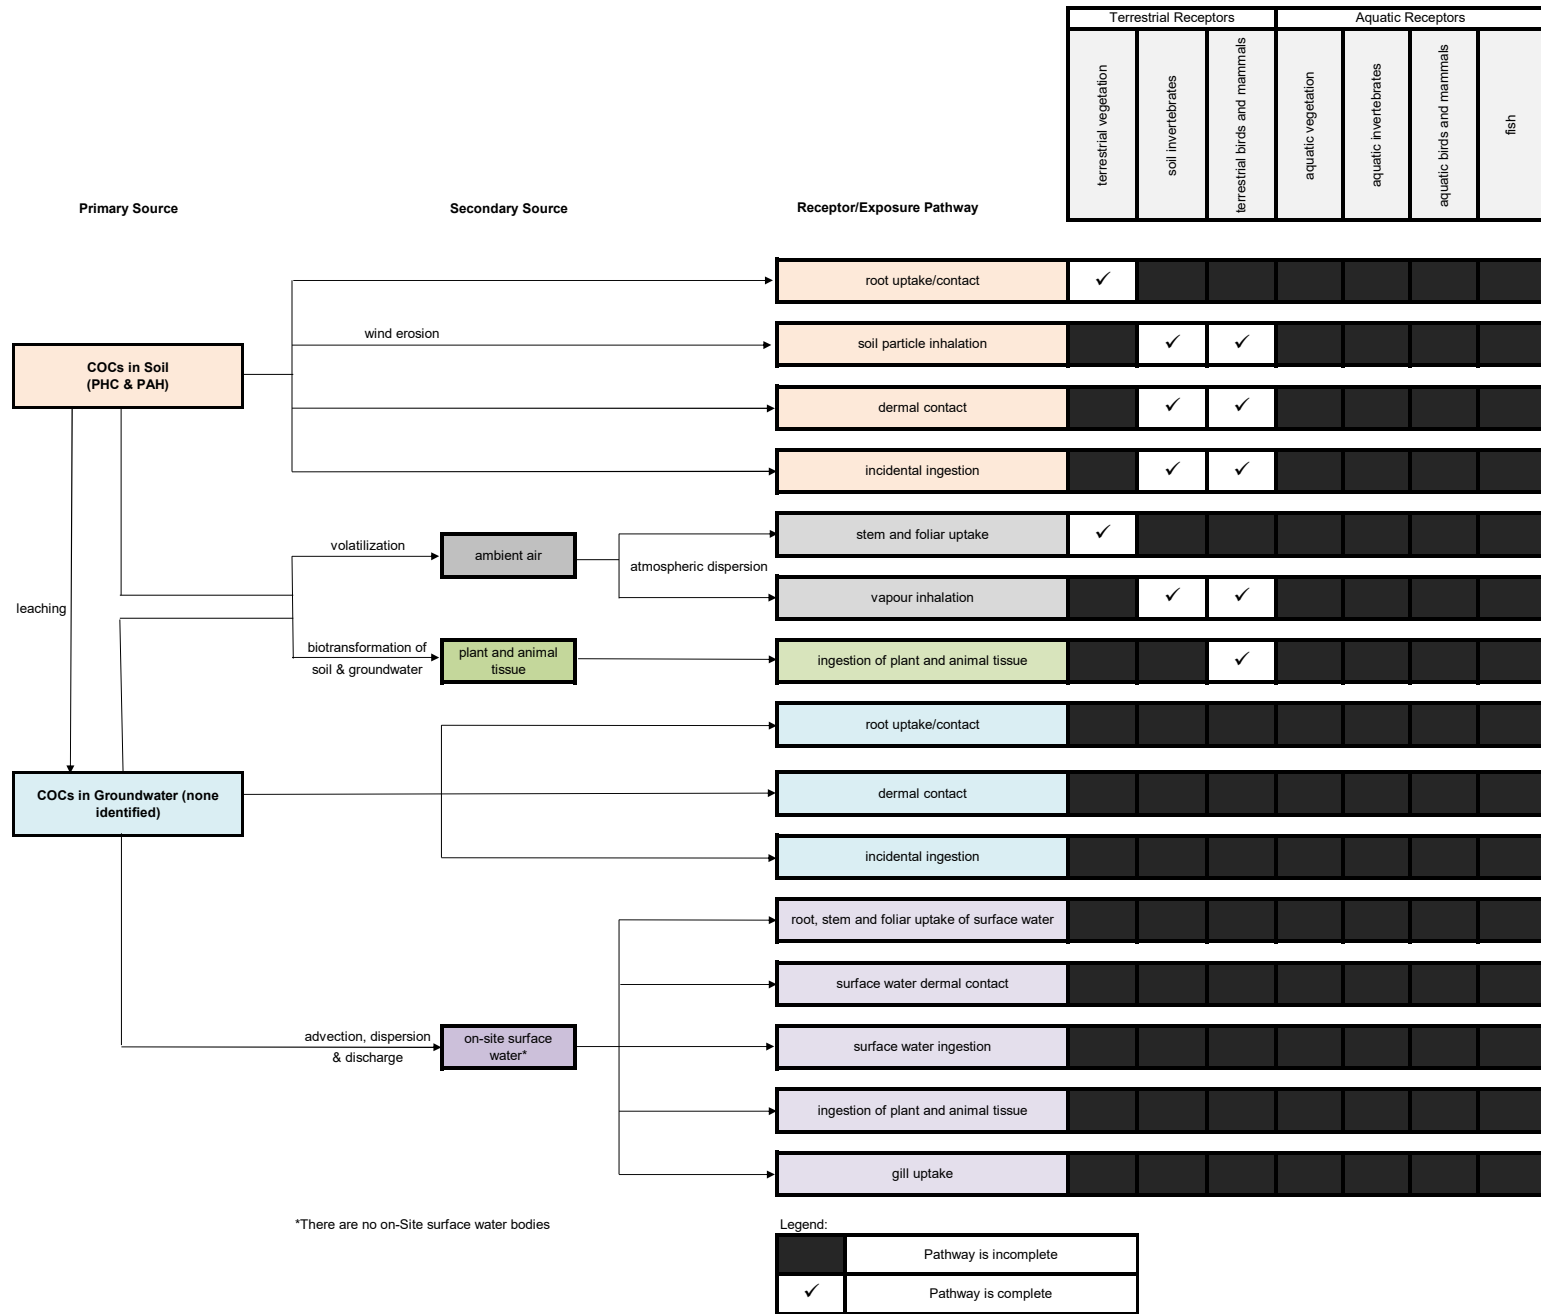 Terrestrial Receptors
Aquatic Receptors
terrestrial vegetation
soil invertebrates
terrestrial birds and mammals
aquatic vegetation
aquatic invertebrates
aquatic birds and mammals
fish
Primary Source
Secondary Source
Receptor/Exposure Pathway
root uptake/contact
✓
wind erosion
soil particle inhalation
✓ ✓
COCs in Soil
(PHC & PAH)
dermal contact
✓ ✓
incidental ingestion
✓ ✓
stem and foliar uptake
✓
volatilization
ambient air
atmospheric dispersion
vapour inhalation
✓ ✓
leaching
biotransformation of
soil & groundwater
plant and animal
tissue
ingestion of plant and animal tissue
✓
root uptake/contact
COCs in Groundwater (none
identified)
dermal contact
incidental ingestion
root, stem and foliar uptake of surface water
surface water dermal contact
advection, dispersion
& discharge
on-site surface
water*
surface water ingestion
ingestion of plant and animal tissue
gill uptake
*There are no on-Site surface water bodies
Legend:
Pathway is incomplete
✓ Pathway is complete